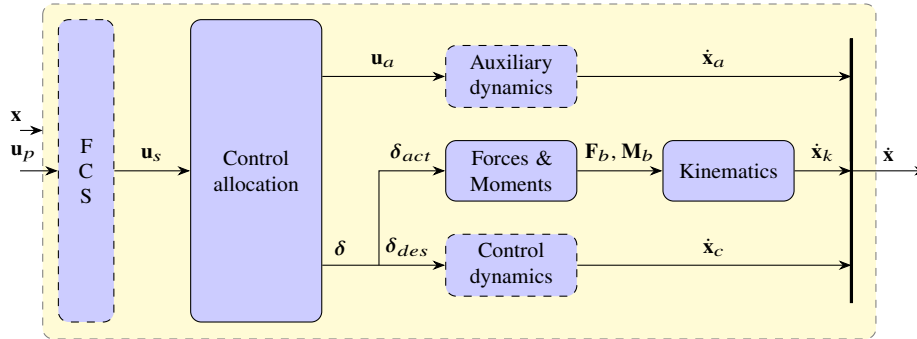 x
u_p
F
C
S
u_s
Control
allocation
u_a
Auxiliary
dynamics
ẋ_a
δ_act
Forces &
Moments
F_b, M_b
Kinematics
ẋ_k
ẋ
δ
δ_des
Control
dynamics
ẋ_c